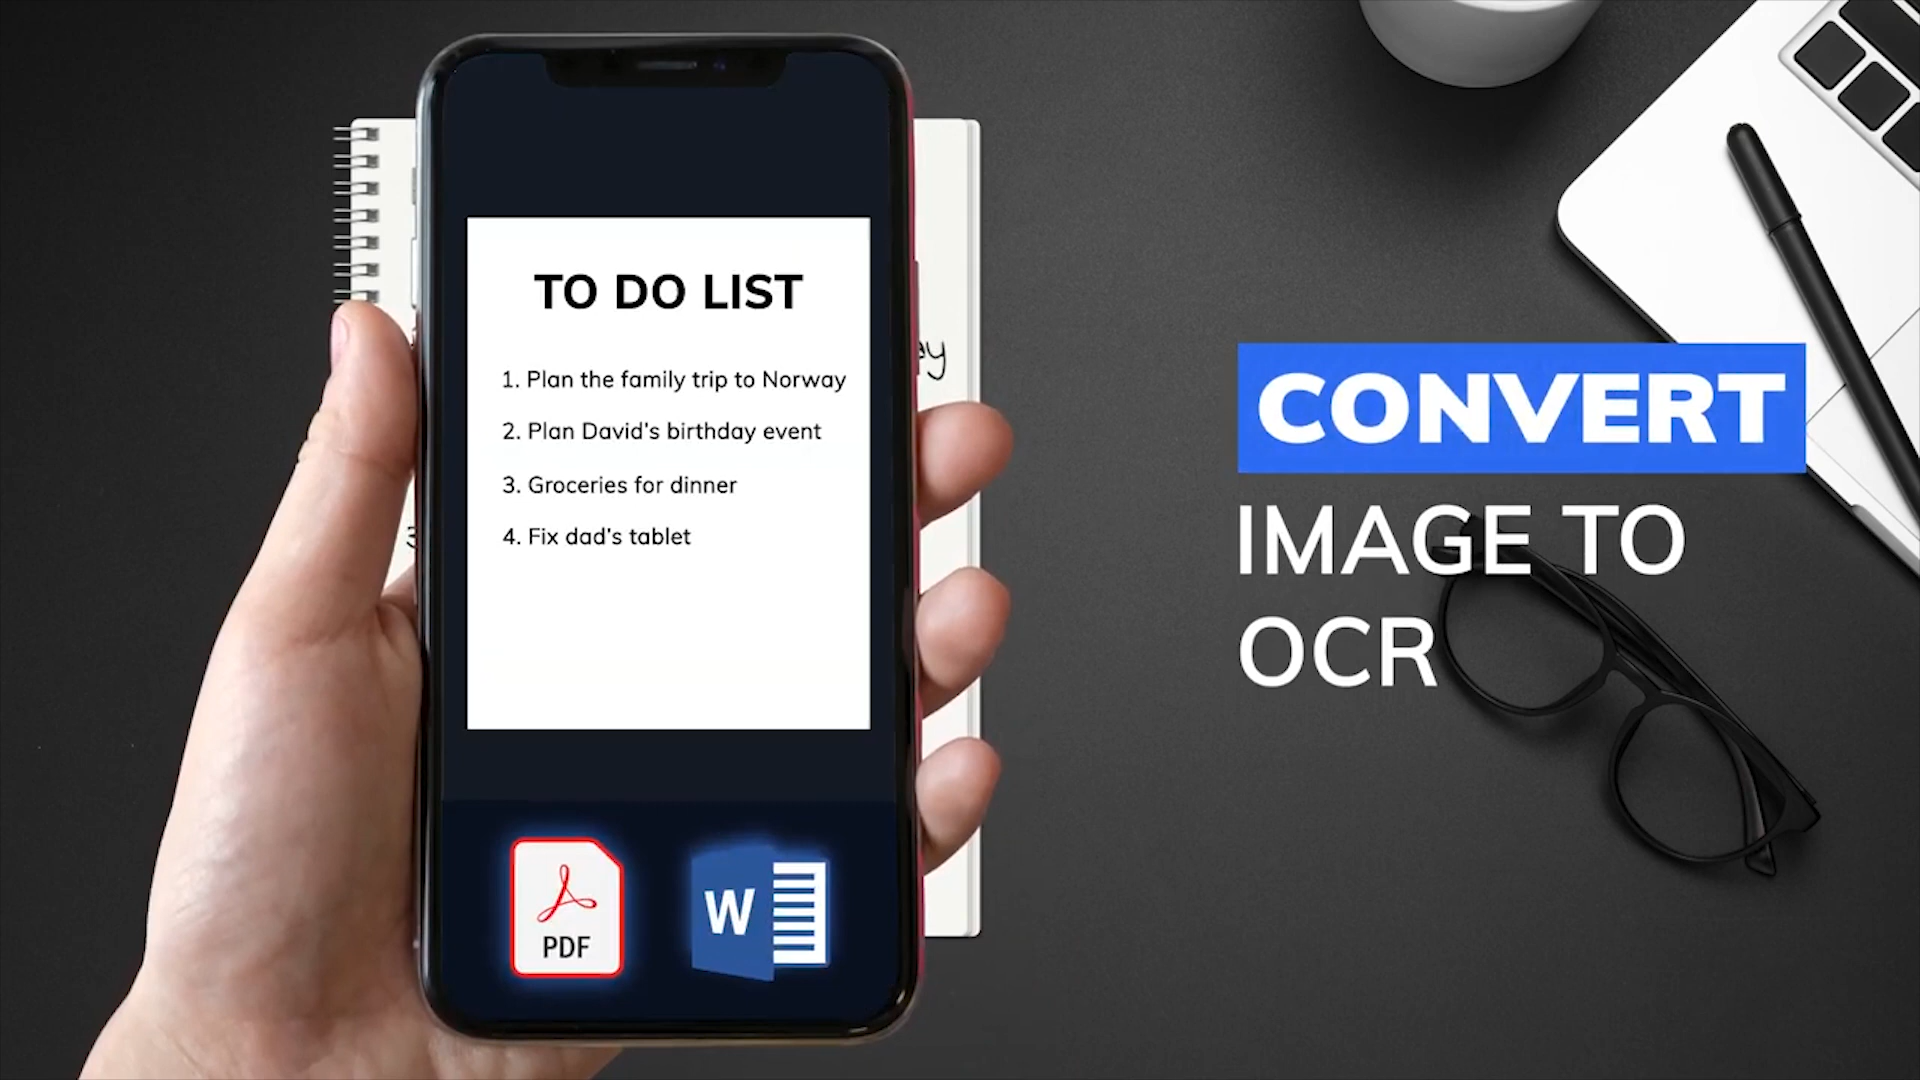 TO DO LIST
1. Plan the family trip to Norway
2. Plan David's birthday event
3. Groceries for dinner
4. Fix dad's tablet
PDF
W
CONVERT
IMAGE TO
OCR